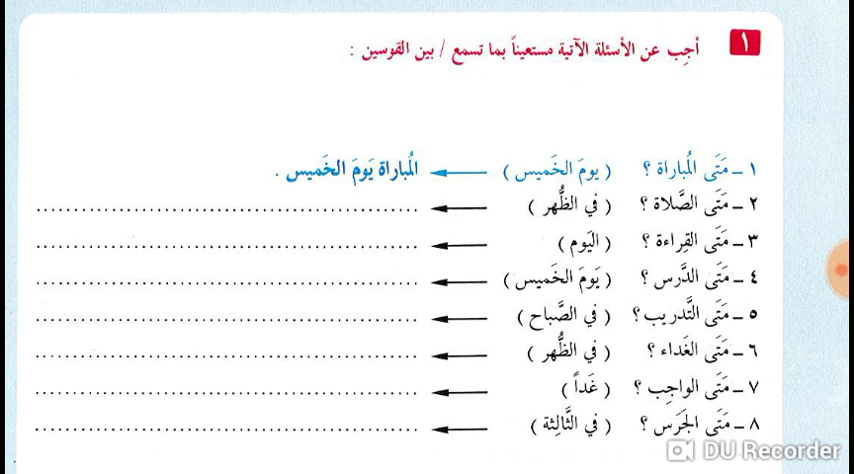 ١ أجِب عن الأسئلة الآتية مستعيناً بما تسمع / بين القوسين :
١ - مَتَى المُباراة ؟ ( يومَ الخَميس ) المُباراة يَومَ الخَميس .
٢ - مَتَى الصَّلاة ؟ ( في الظُّهر ) ........................................
٣ - مَتَى القِراءة ؟ ( اليَوم ) ........................................
٤ - مَتَى الدَّرس ؟ ( يَومَ الخَميس ) ........................................
٥ - مَتَى التَّدريب ؟ ( في الصَّباح ) ........................................
٦ - مَتَى الغَداء ؟ ( في الظُّهر ) ........................................
٧ - مَتَى الواجِب ؟ ( غَداً ) ........................................
٨ - مَتَى الجَرَس ؟ ( في الثَّالِثة ) ........................................
DU Recorder